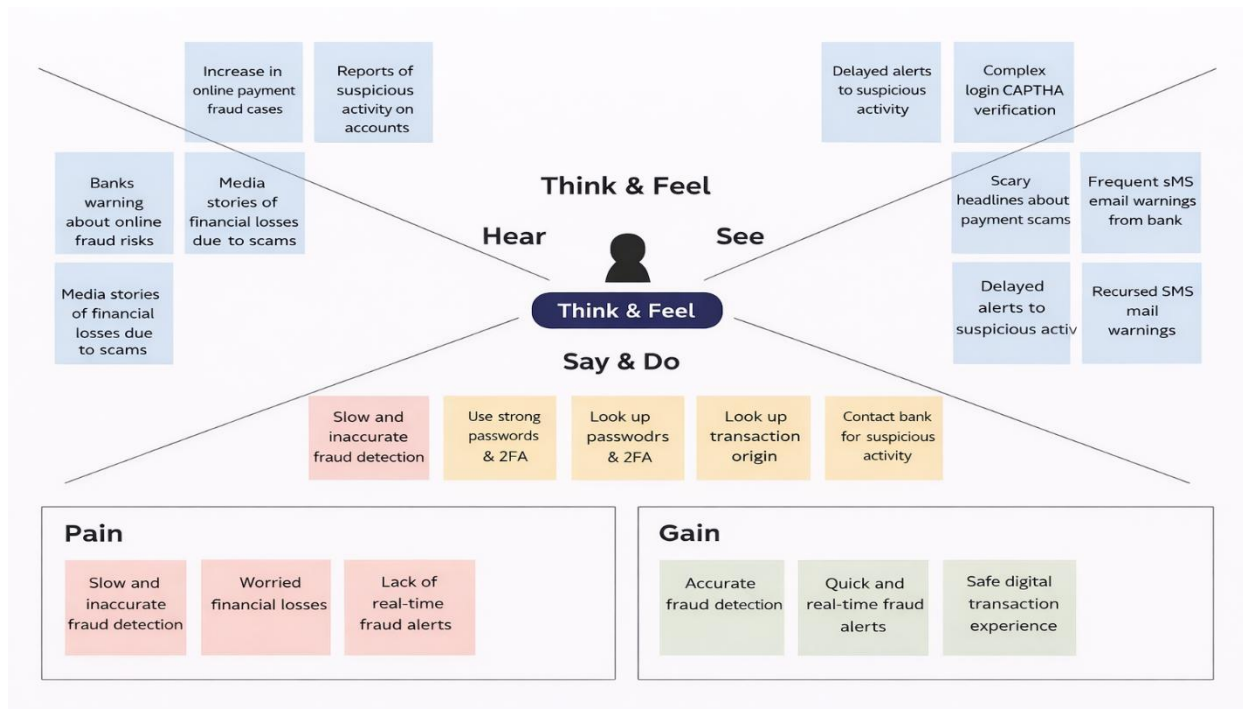 Increase in
online payment
fraud cases
Reports of
suspicious
activity on
accounts
Banks
warning
about online
fraud risks
Media
stories of
financial losses
due to scams
Media stories
of financial
losses due
to scams
Delayed alerts
to suspicious
activity
Complex
login CAPTHA
verification
Scary
headlines about
payment scams
Frequent sMS
email warnings
from bank
Delayed
alerts to
suspicious activ
Recursed SMS
mail
warnings
Think & Feel
Hear
See
Think & Feel
Say & Do
Slow and
inaccurate
fraud detection
Use strong
passwords
& 2FA
Look up
passwodrs
& 2FA
Look up
transaction
origin
Contact bank
for suspicious
activity
Pain
Slow and
inaccurate
fraud detection
Worried
financial losses
Lack of
real-time
fraud alerts
Gain
Accurate
fraud detection
Quick and
real-time fraud
alerts
Safe digital
transaction
experience